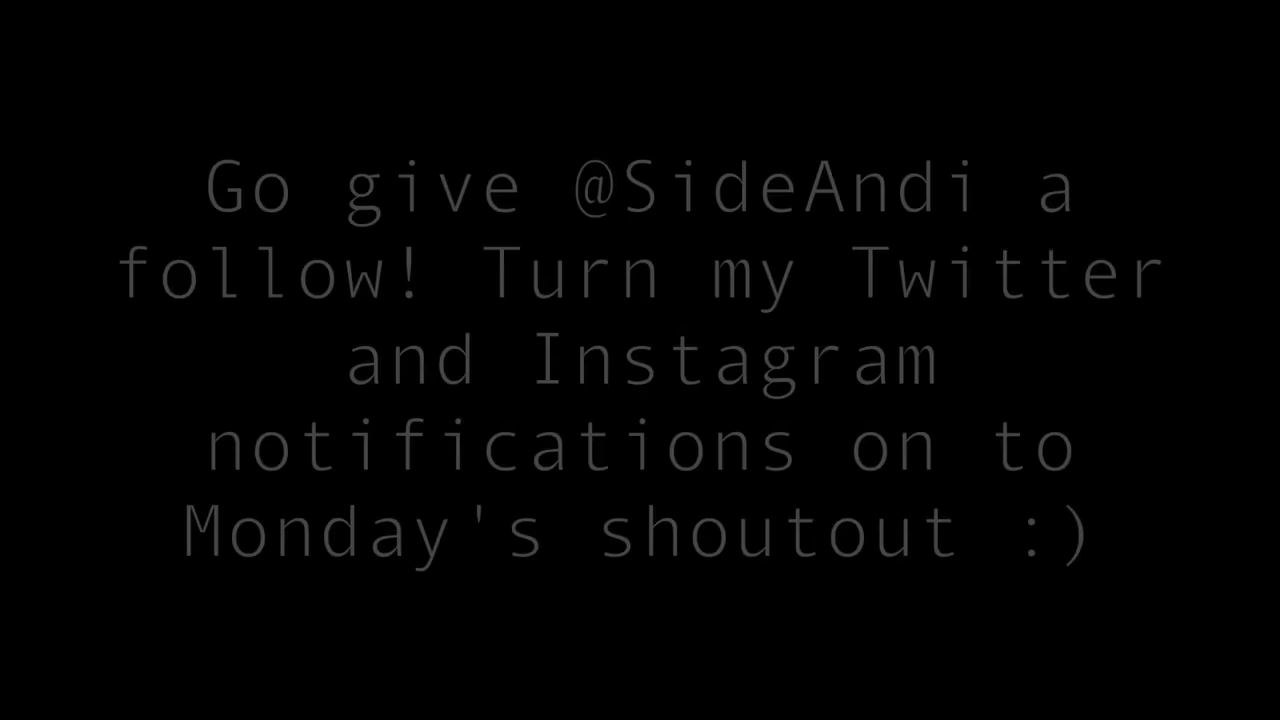 Go give @SideAndi a
follow! Turn my Twitter
and Instagram
notifications on to
Monday's shoutout :)